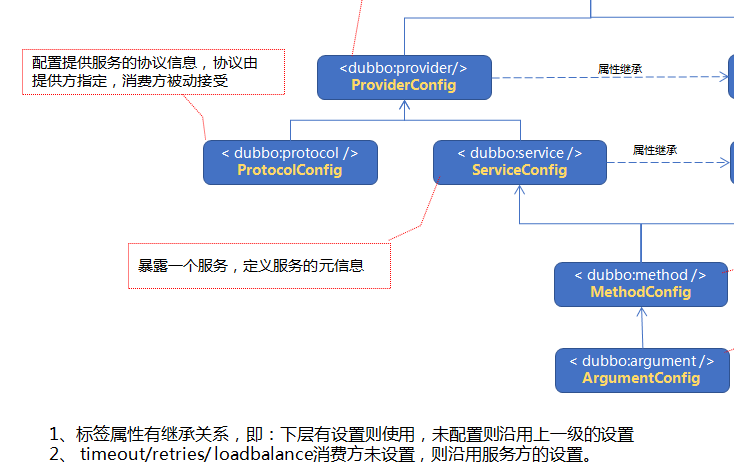 配置提供服务的协议信息，协议由
提供方指定，消费方被动接受
<dubbo:provider/>
ProviderConfig
属性继承
< dubbo:protocol />
ProtocolConfig
< dubbo:service />
ServiceConfig
属性继承
暴露一个服务，定义服务的元信息
< dubbo:method />
MethodConfig
< dubbo:argument />
ArgumentConfig
1、标签属性有继承关系，即：下层有设置则使用，未配置则沿用上一级的设置
2、 timeout/retries/loadbalance消费方未设置，则沿用服务方的设置。